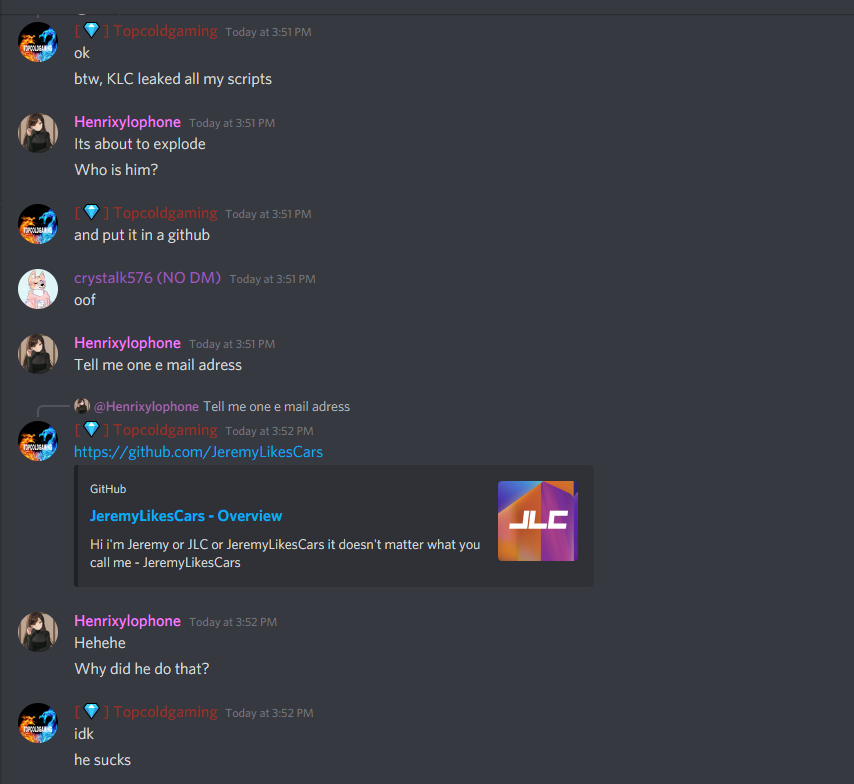 [💎] Topcoldgaming Today at 3:51 PM
ok
btw, KLC leaked all my scripts
Henrixylophone Today at 3:51 PM
Its about to explode
Who is him?
[💎] Topcoldgaming Today at 3:51 PM
and put it in a github
crystalk576 (NO DM) Today at 3:51 PM
oof
Henrixylophone Today at 3:51 PM
Tell me one e mail adress
@Henrixylophone Tell me one e mail adress
[💎] Topcoldgaming Today at 3:52 PM
https://github.com/JeremyLikesCars
GitHub
JeremyLikesCars - Overview
Hi i'm Jeremy or JLC or JeremyLikesCars it doesn't matter what you
call me - JeremyLikesCars
JLC
Henrixylophone Today at 3:52 PM
Hehehe
Why did he do that?
[💎] Topcoldgaming Today at 3:52 PM
idk
he sucks